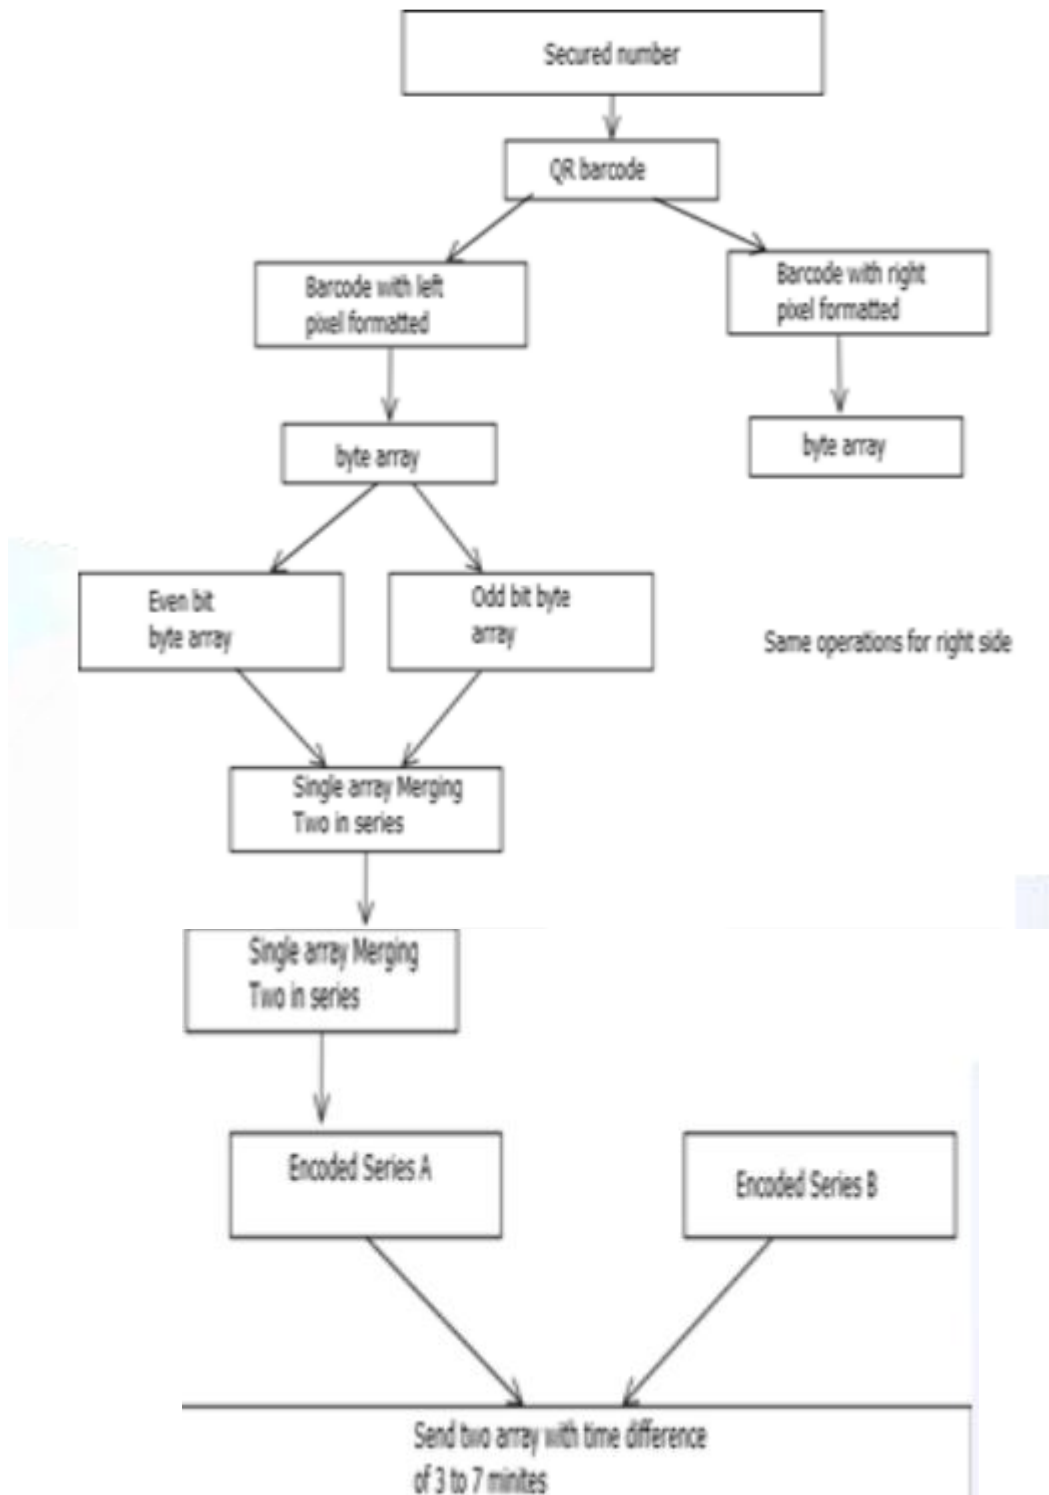 Secured number
QR barcode
Barcode with left
pixel formatted
Barcode with right
pixel formatted
byte array
byte array
Even bit
byte array
Odd bit byte
array
Same operations for right side
Single array Merging
Two in series
Single array Merging
Two in series
Encoded Series A
Encoded Series B
Send two array with time difference
of 3 to 7 minites